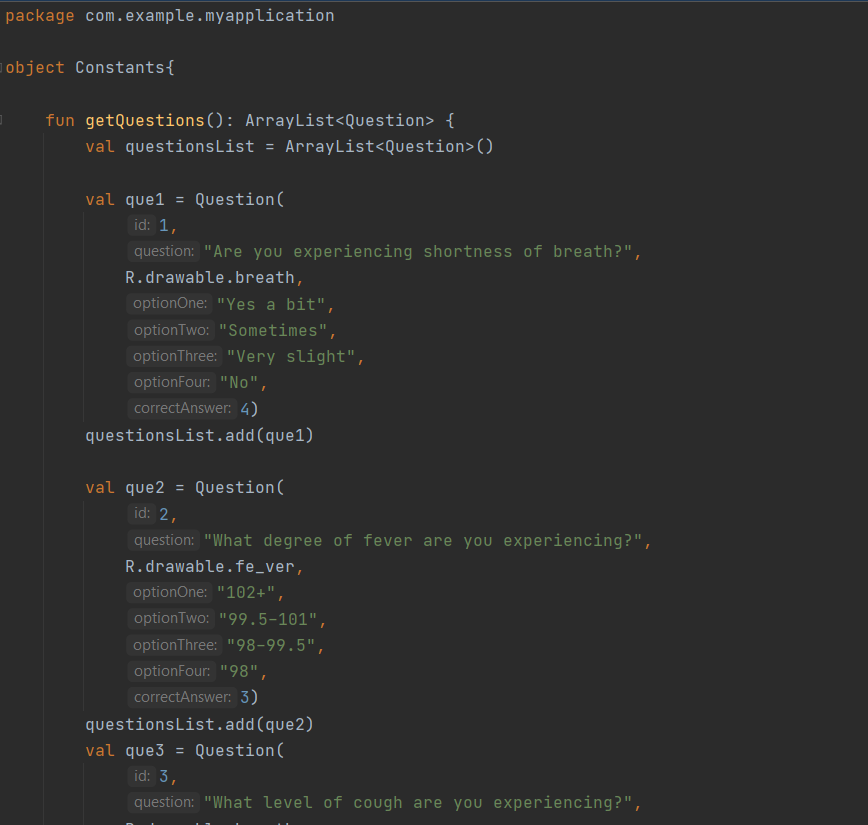 package com.example.myapplication
object Constants{
fun getQuestions(): ArrayList<Question> {
val questionsList = ArrayList<Question>()
val que1 = Question(
id: 1,
question: "Are you experiencing shortness of breath?",
R.drawable.breath,
optionOne: "Yes a bit",
optionTwo: "Sometimes",
optionThree: "Very slight",
optionFour: "No",
correctAnswer: 4)
questionsList.add(que1)
val que2 = Question(
id: 2,
question: "What degree of fever are you experiencing?",
R.drawable.fe_ver,
optionOne: "102+",
optionTwo: "99.5-101",
optionThree: "98-99.5",
optionFour: "98",
correctAnswer: 3)
questionsList.add(que2)
val que3 = Question(
id: 3,
question: "What level of cough are you experiencing?",